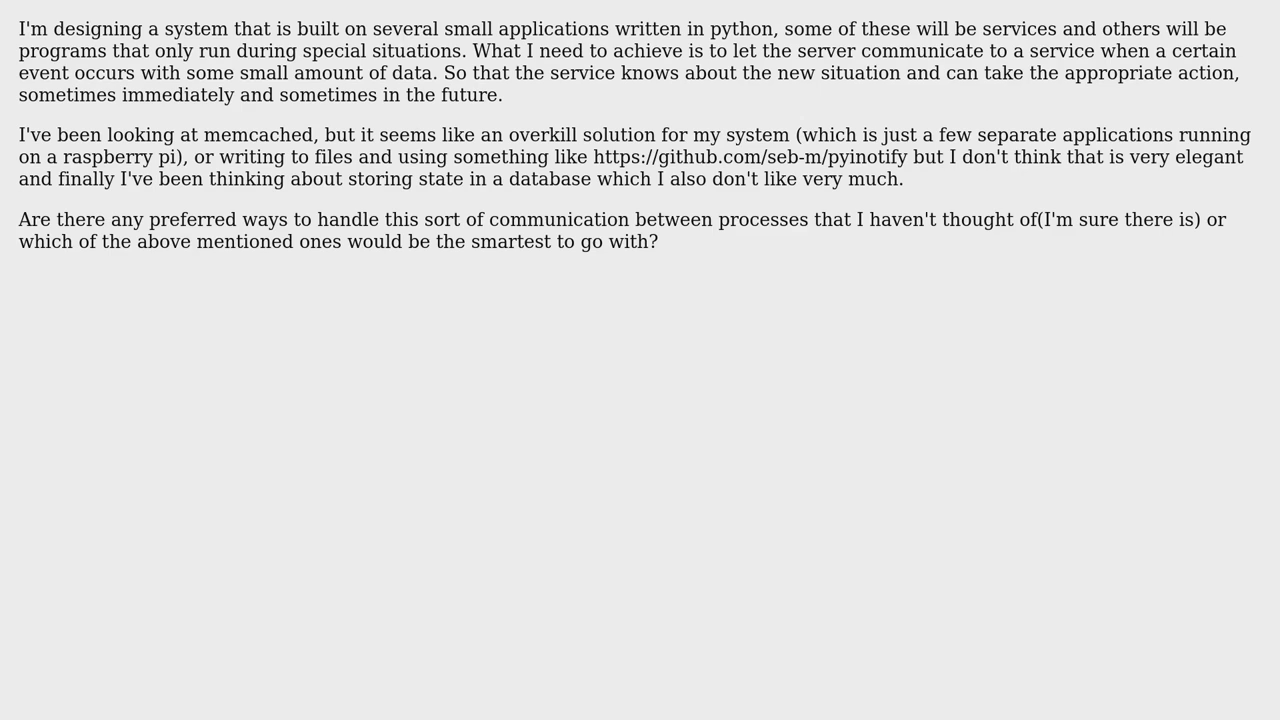 I'm designing a system that is built on several small applications written in python, some of these will be services and others will be
programs that only run during special situations. What I need to achieve is to let the server communicate to a service when a certain
event occurs with some small amount of data. So that the service knows about the new situation and can take the appropriate action,
sometimes immediately and sometimes in the future.
I've been looking at memcached, but it seems like an overkill solution for my system (which is just a few separate applications running
on a raspberry pi), or writing to files and using something like https://github.com/seb-m/pyinotify but I don't think that is very elegant
and finally I've been thinking about storing state in a database which I also don't like very much.
Are there any preferred ways to handle this sort of communication between processes that I haven't thought of(I'm sure there is) or
which of the above mentioned ones would be the smartest to go with?